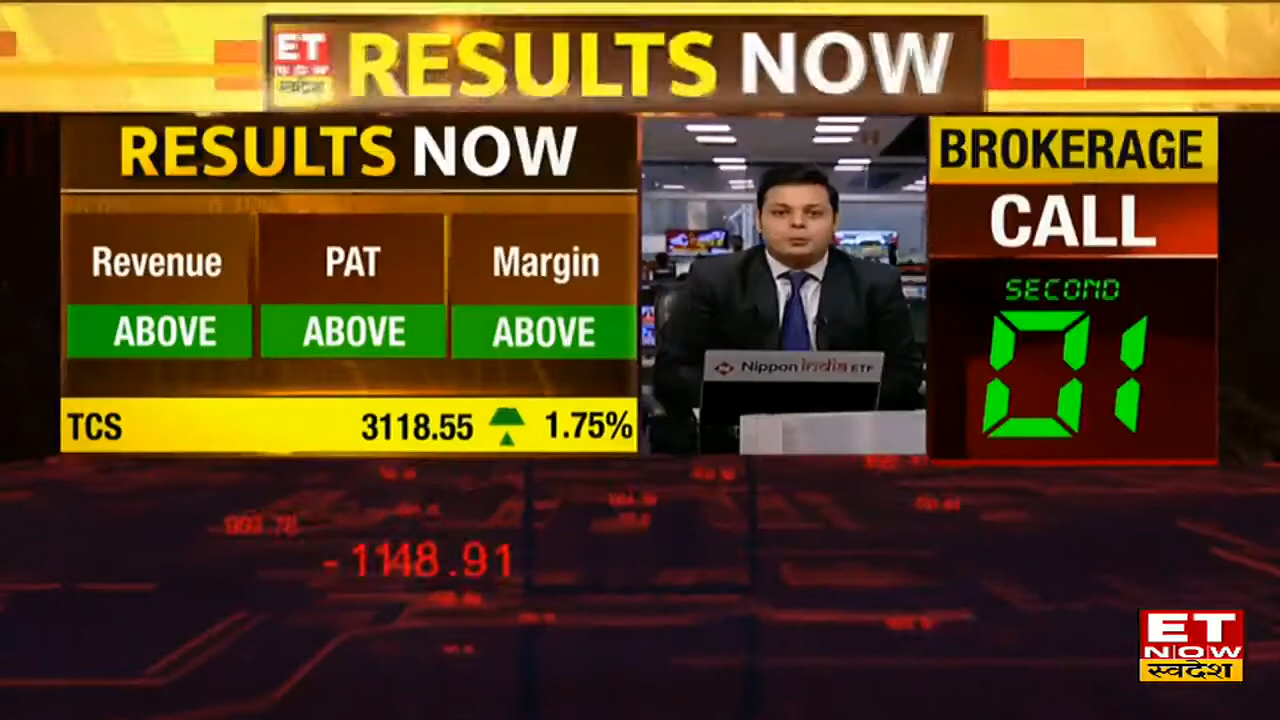 ET
NOW
स्वदेश
RESULTS NOW
RESULTS NOW
Revenue
PAT
Margin
ABOVE
ABOVE
ABOVE
TCS 3118.55 1.75%
Nippon india ETF
BROKERAGE
CALL
SECOND
01
-1148.91
ET
NOW
स्वदेश